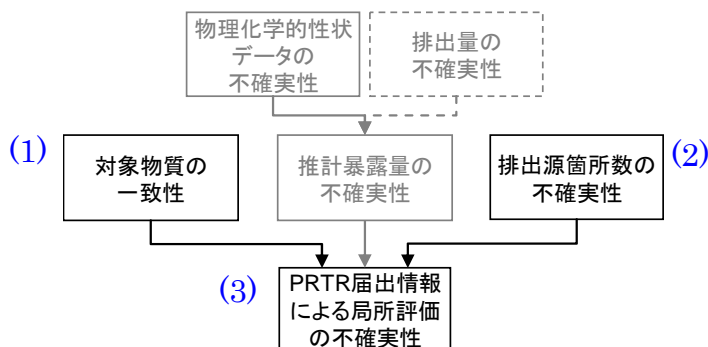 物理化学的性状
データの
不確実性
排出量の
不確実性
(1)
対象物質の
一致性
推計暴露量の
不確実性
排出源箇所数の
不確実性
(2)
(3)
PRTR届出情報
による局所評価
の不確実性